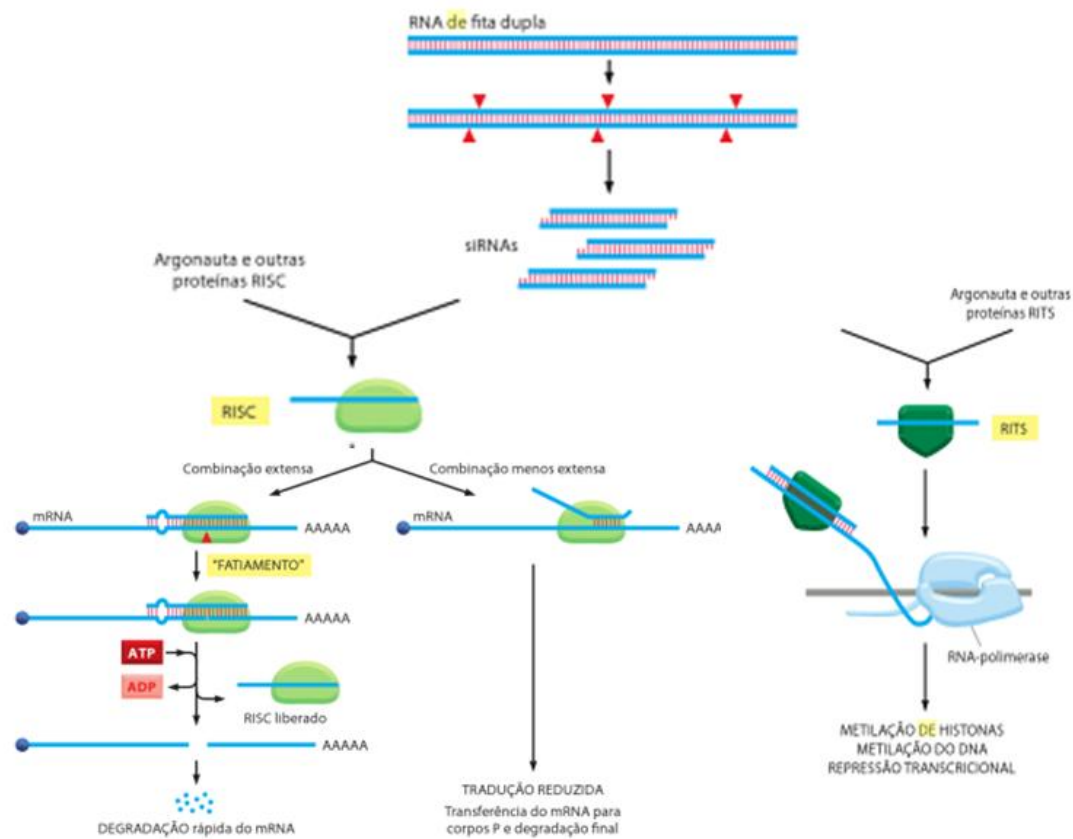 RNA de fita dupla
siRNAs
Argonauta e outras
proteínas RISC
Argonauta e outras
proteínas RITS
RISC
RITS
Combinação extensa
Combinação menos extensa
mRNA
AAAAA
mRNA
AAAA
"FATIAMENTO"
AAAAA
ATP
ADP
RISC liberado
AAAAA
RNA-polimerase
DEGRADAÇÃO rápida do mRNA
TRADUÇÃO REDUZIDA
Transferência do mRNA para
corpos P e degradação final
METILAÇÃO DE HISTONAS
METILAÇÃO DO DNA
REPRESSÃO TRANSCRICIONAL